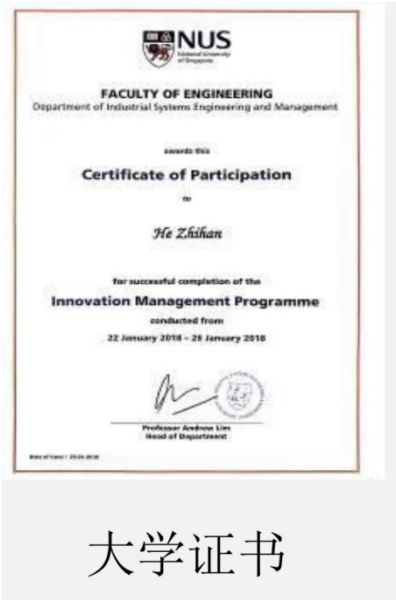 NUS
National University
of Singapore
FACULTY OF ENGINEERING
Department of Industrial Systems Engineering and Management
awards this
Certificate of Participation
to
He Zhihan
for successful completion of the
Innovation Management Programme
conducted from
22 January 2018 - 26 January 2018
Professor Andrew Lim
Head of Department
大学证书